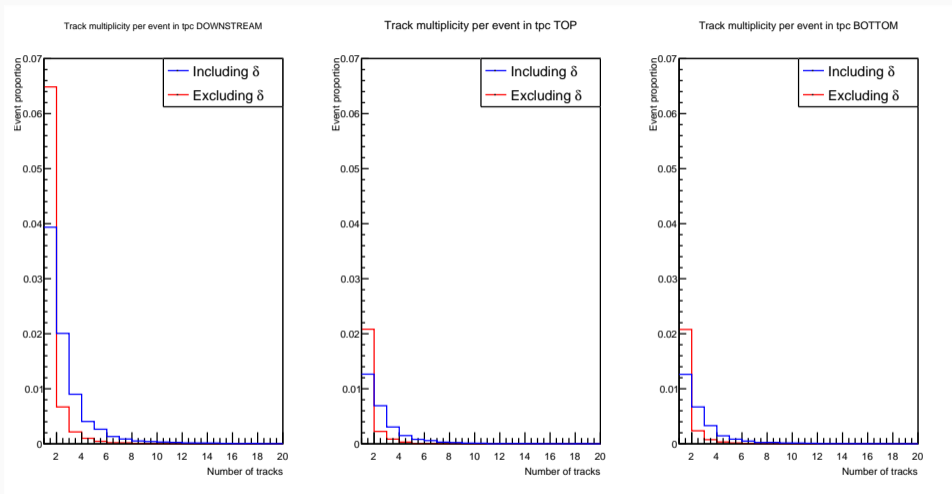 Track multiplicity per event in tpc DOWNSTREAM
Event proportion
0.07
0.06
0.05
0.04
0.03
0.02
0.01
0
Including δ
Excluding δ
2 4 6 8 10 12 14 16 18 20
Number of tracks
Track multiplicity per event in tpc TOP
Event proportion
0.07
0.06
0.05
0.04
0.03
0.02
0.01
0
Including δ
Excluding δ
2 4 6 8 10 12 14 16 18 20
Number of tracks
Track multiplicity per event in tpc BOTTOM
Event proportion
0.07
0.06
0.05
0.04
0.03
0.02
0.01
0
Including δ
Excluding δ
2 4 6 8 10 12 14 16 18 20
Number of tracks